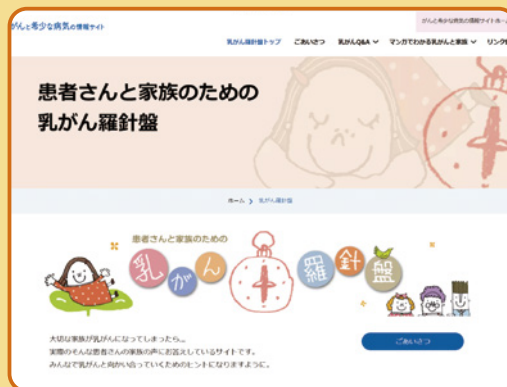 がんと希少な病気の情報サイト
がんと希少な病気の情報サイトホーム
乳がん羅針盤トップ ごあいさつ 乳がんQ&A マンガでわかる乳がんと家族 リンク
患者さんと家族のための
乳がん羅針盤
ホーム > 乳がん羅針盤
患者さんと家族のための
乳がん羅針盤
大切な家族が乳がんになってしまったら...
実際のそんな患者さんの家族の声にお答えしているサイトです。
みんなで乳がんと向かい合っていくためのヒントになりますように。
ごあいさつ